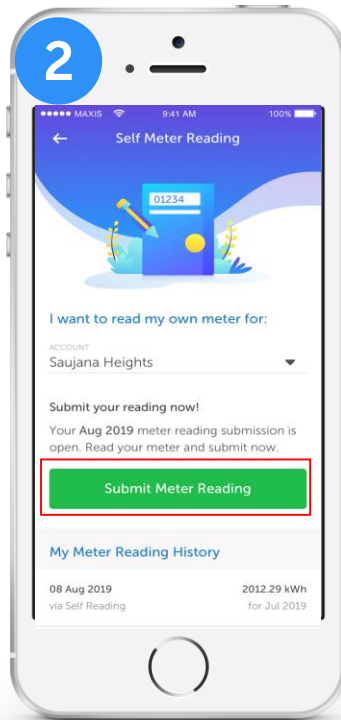 2
MAXIS 9:41 AM 100%
Self Meter Reading
01234
I want to read my own meter for:
ACCOUNT
Saujana Heights
Submit your reading now!
Your Aug 2019 meter reading submission is
open. Read your meter and submit now.
Submit Meter Reading
My Meter Reading History
08 Aug 2019 2012.29 kWh
via Self Reading for Jul 2019